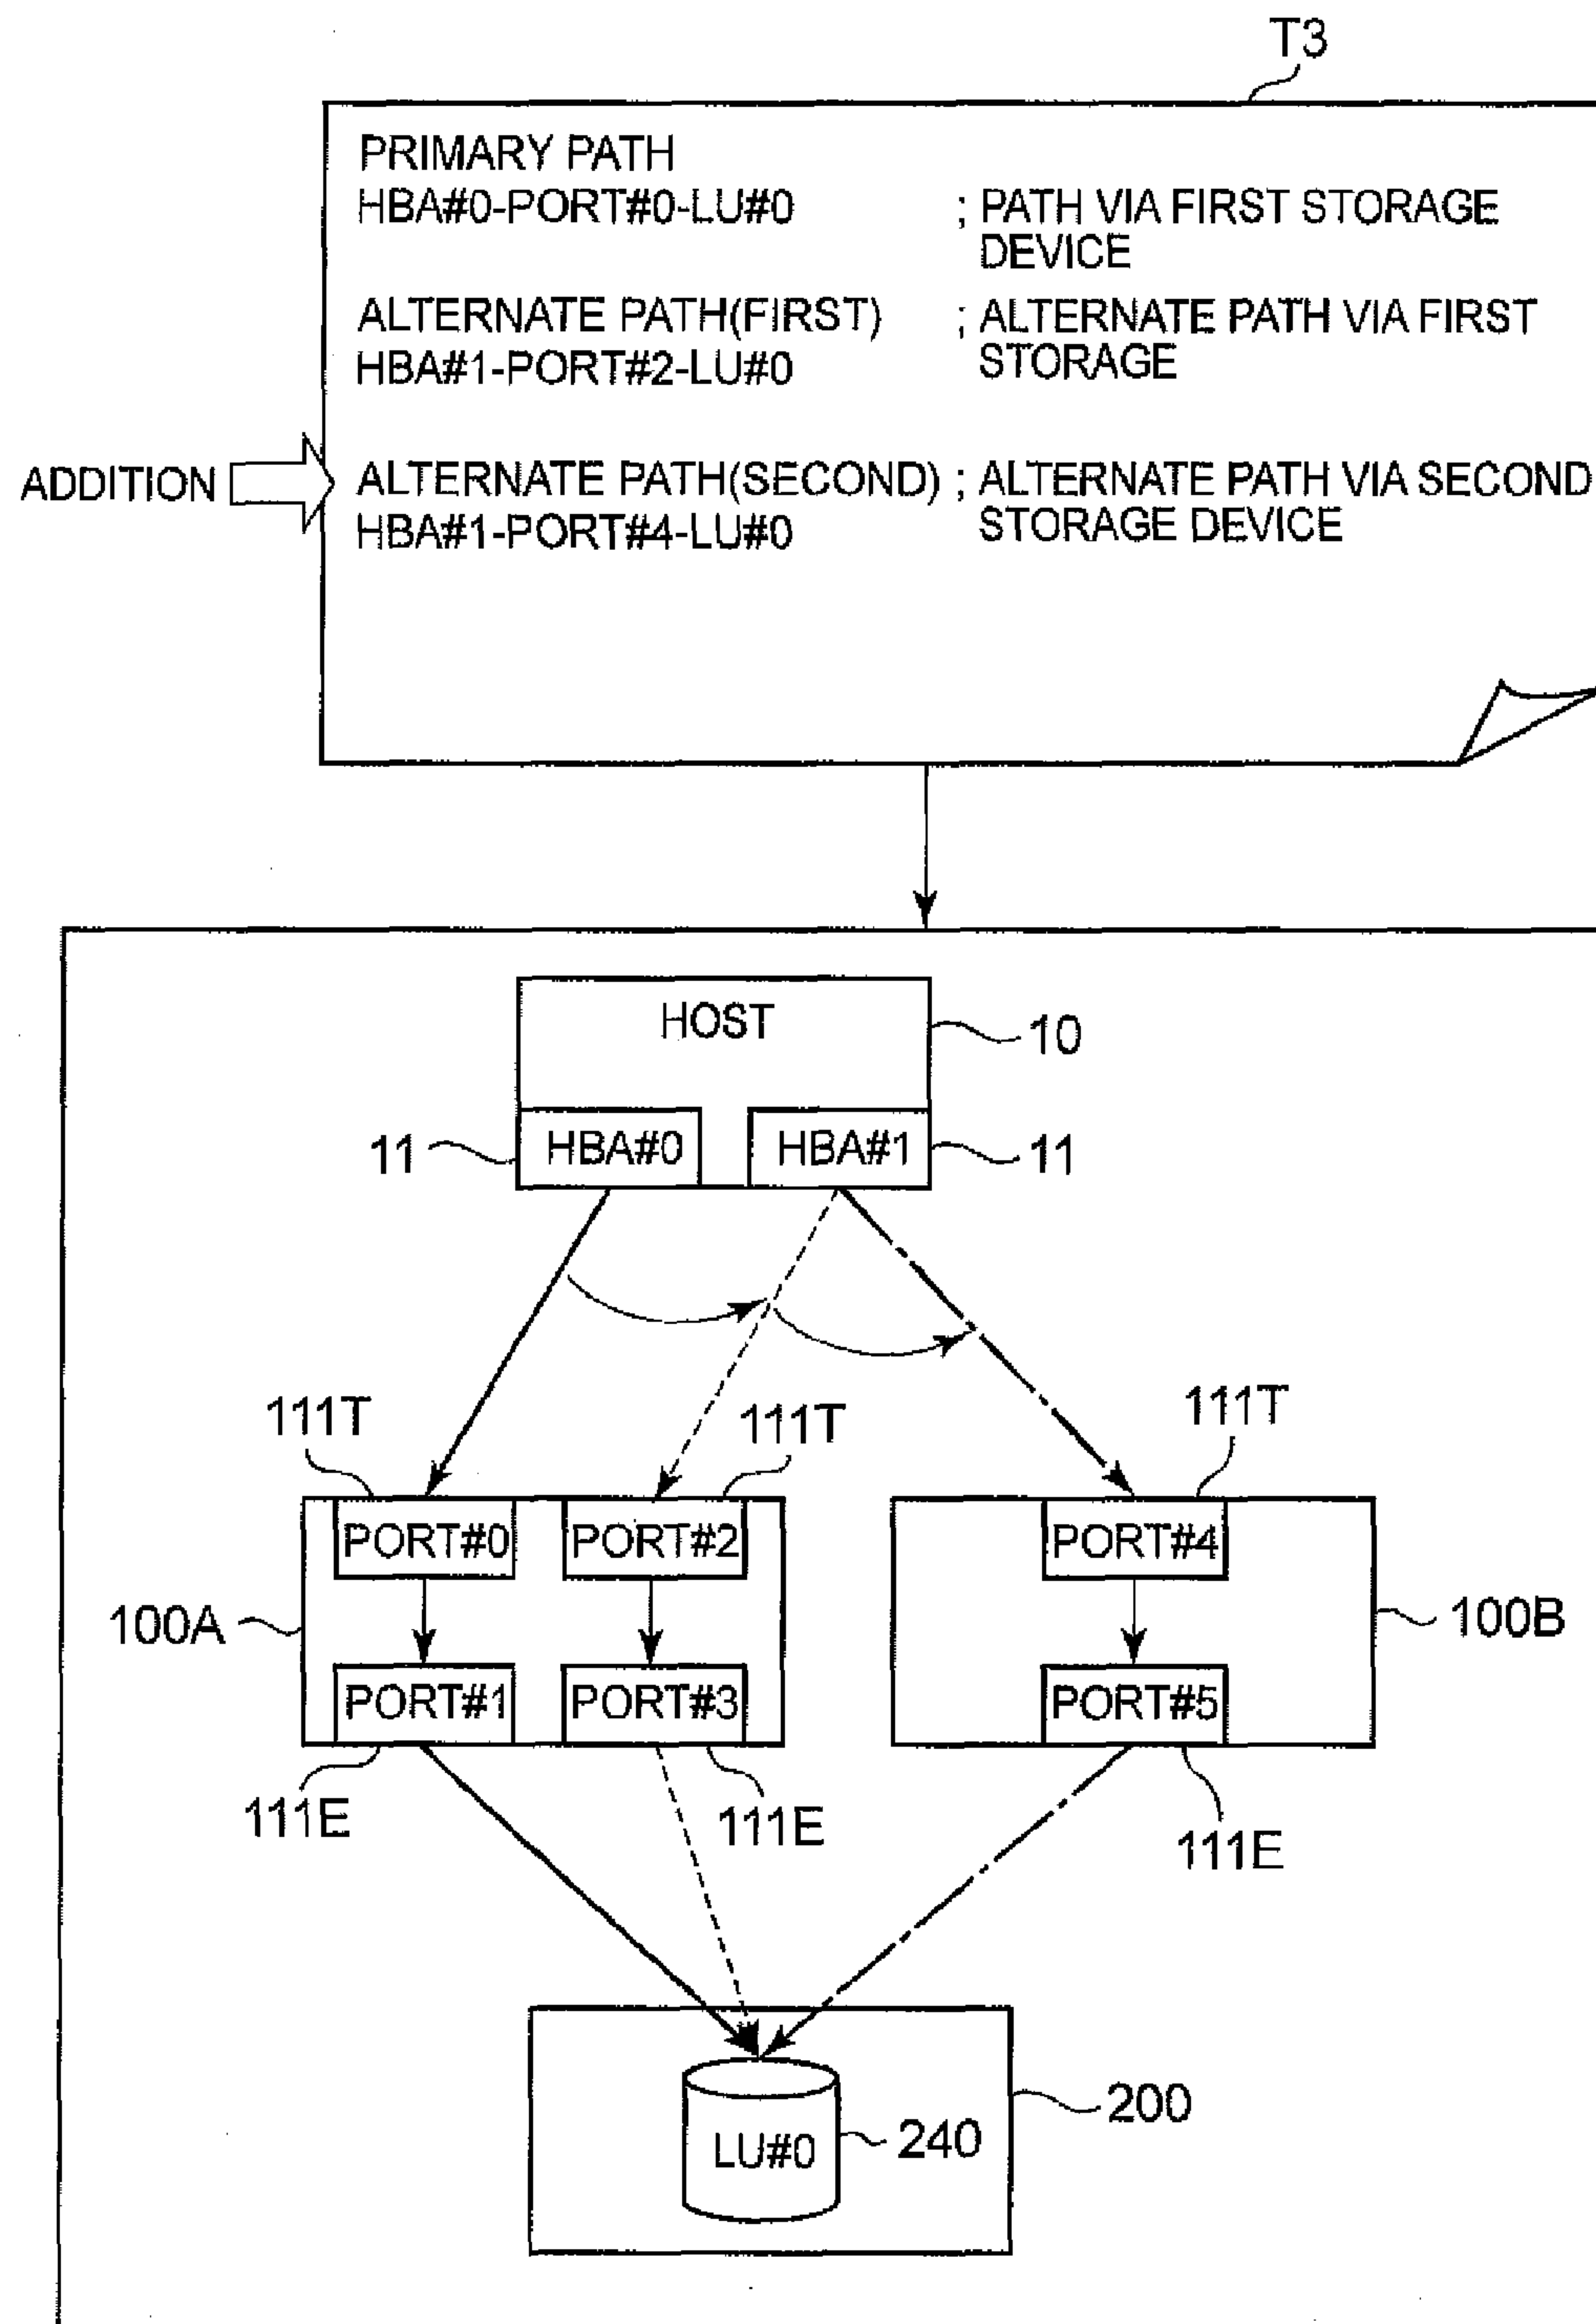 T3
PRIMARY PATH
HBA#0-PORT#0-LU#0 ; PATH VIA FIRST STORAGE
DEVICE
ALTERNATE PATH(FIRST) ; ALTERNATE PATH VIA FIRST
HBA#1-PORT#2-LU#0 STORAGE
ADDITION ALTERNATE PATH(SECOND) ; ALTERNATE PATH VIA SECOND
HBA#1-PORT#4-LU#0 STORAGE DEVICE
HOST
10
11 HBA#0 HBA#1 11
111T 111T 111T
PORT#0 PORT#2 PORT#4
100A 100B
PORT#1 PORT#3 PORT#5
111E 111E 111E
200
LU#0 240